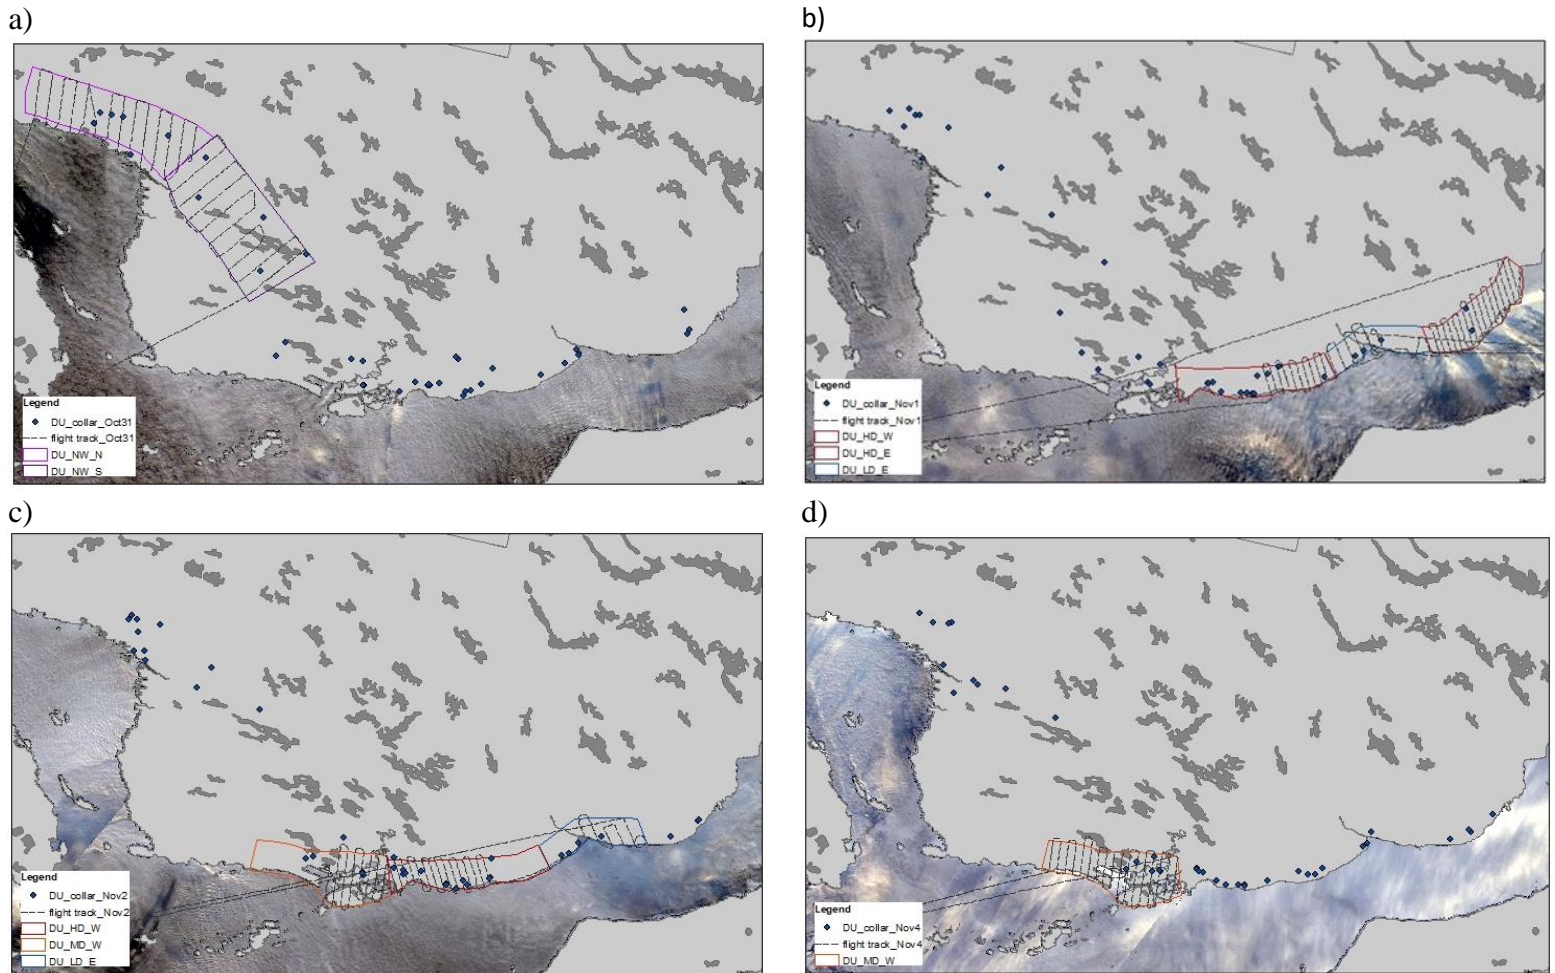 a)
Legend
DU_collar_Oct31
flight track_Oct31
DU_NW_N
DU_NW_S
b)
Legend
DU_collar_Nov1
flight track_Nov1
DU_HD_W
DU_HD_E
DU_LD_E
c)
Legend
DU_collar_Nov2
flight track_Nov2
DU_HD_W
DU_MD_W
DU_LD_E
d)
Legend
DU_collar_Nov4
flight track_Nov4
DU_MD_W